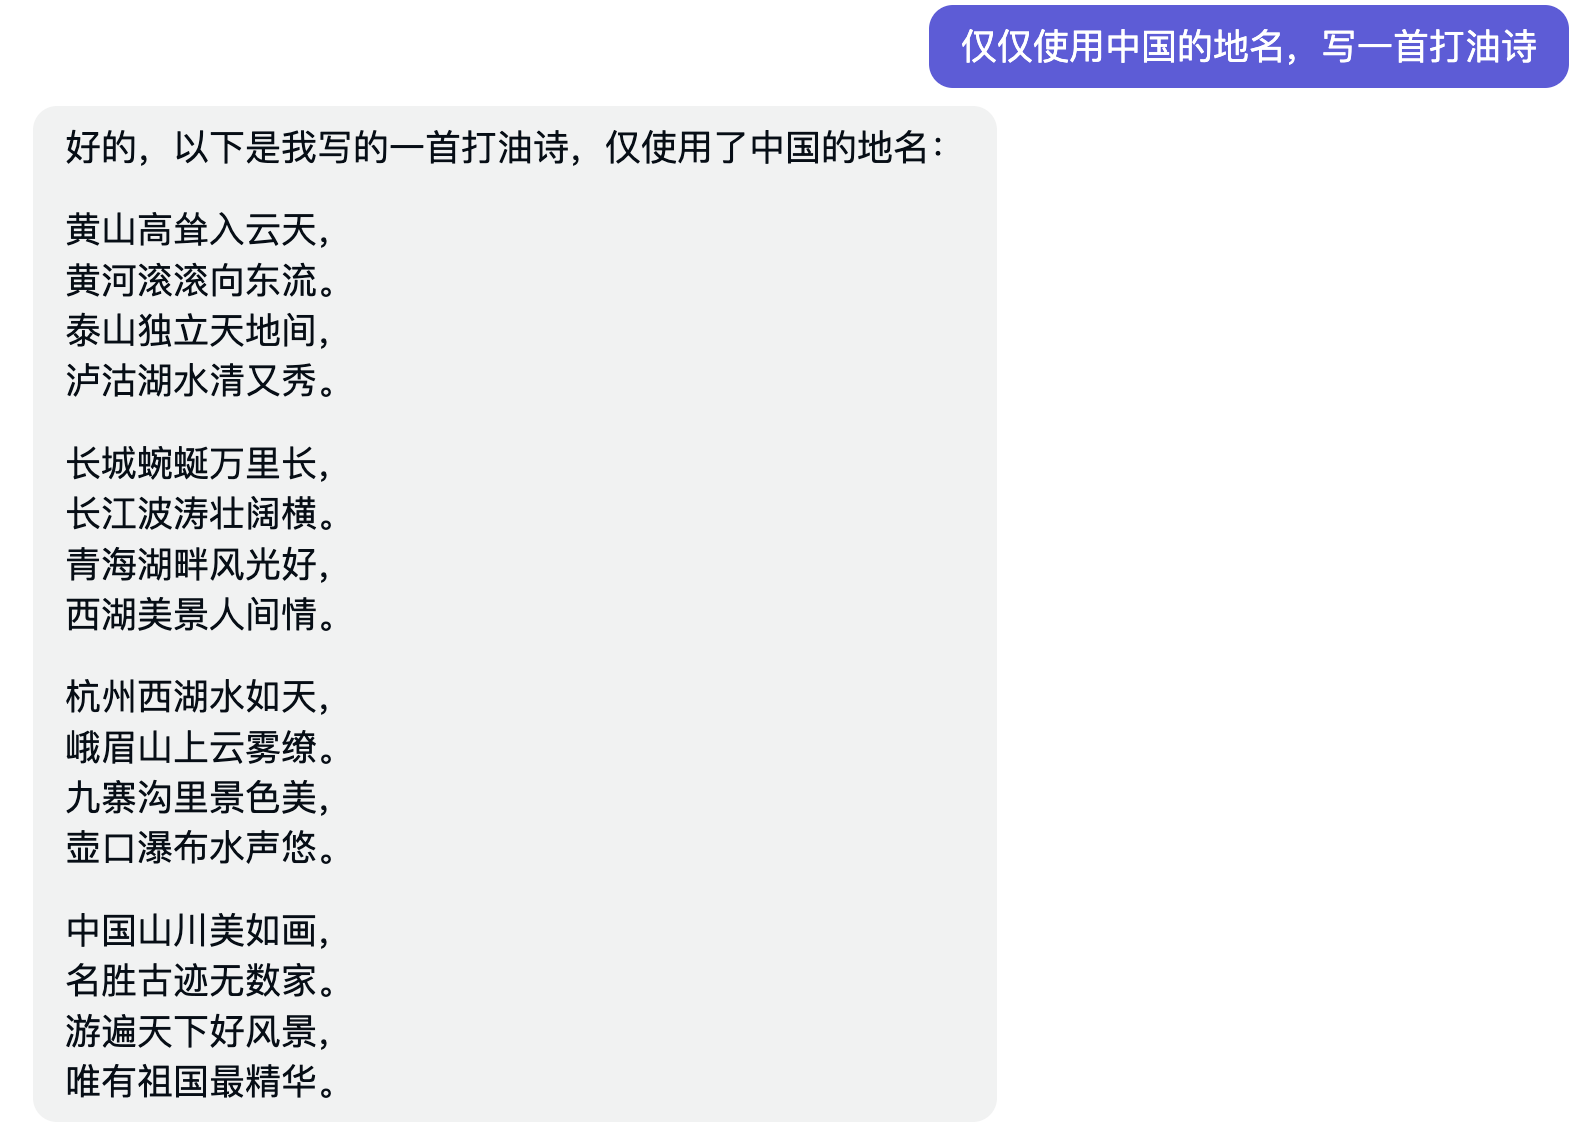 仅仅使用中国的地名，写一首打油诗
好的，以下是我写的一首打油诗，仅使用了中国的地名：
黄山高耸入云天，
黄河滚滚向东流。
泰山独立天地间，
泸沽湖水清又秀。
长城蜿蜒万里长，
长江波涛壮阔横。
青海湖畔风光好，
西湖美景人间情。
杭州西湖水如天，
峨眉山上云雾缭。
九寨沟里景色美，
壶口瀑布水声悠。
中国山川美如画，
名胜古迹无数家。
游遍天下好风景，
唯有祖国最精华。